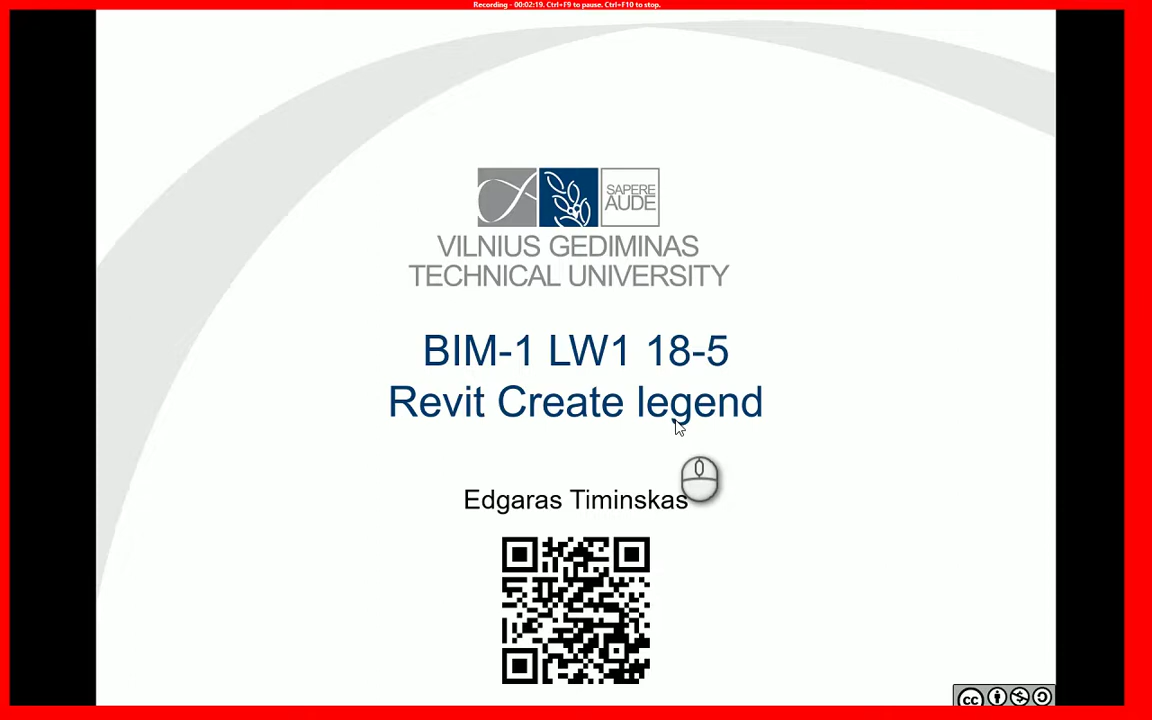 Recording - 00:02:19. Ctrl+F9 to pause. Ctrl+F10 to stop.
SAPERE
AUDE
VILNIUS GEDIMINAS
TECHNICAL UNIVERSITY
BIM-1 LW1 18-5
Revit Create legend
Edgaras Timinskas
cc